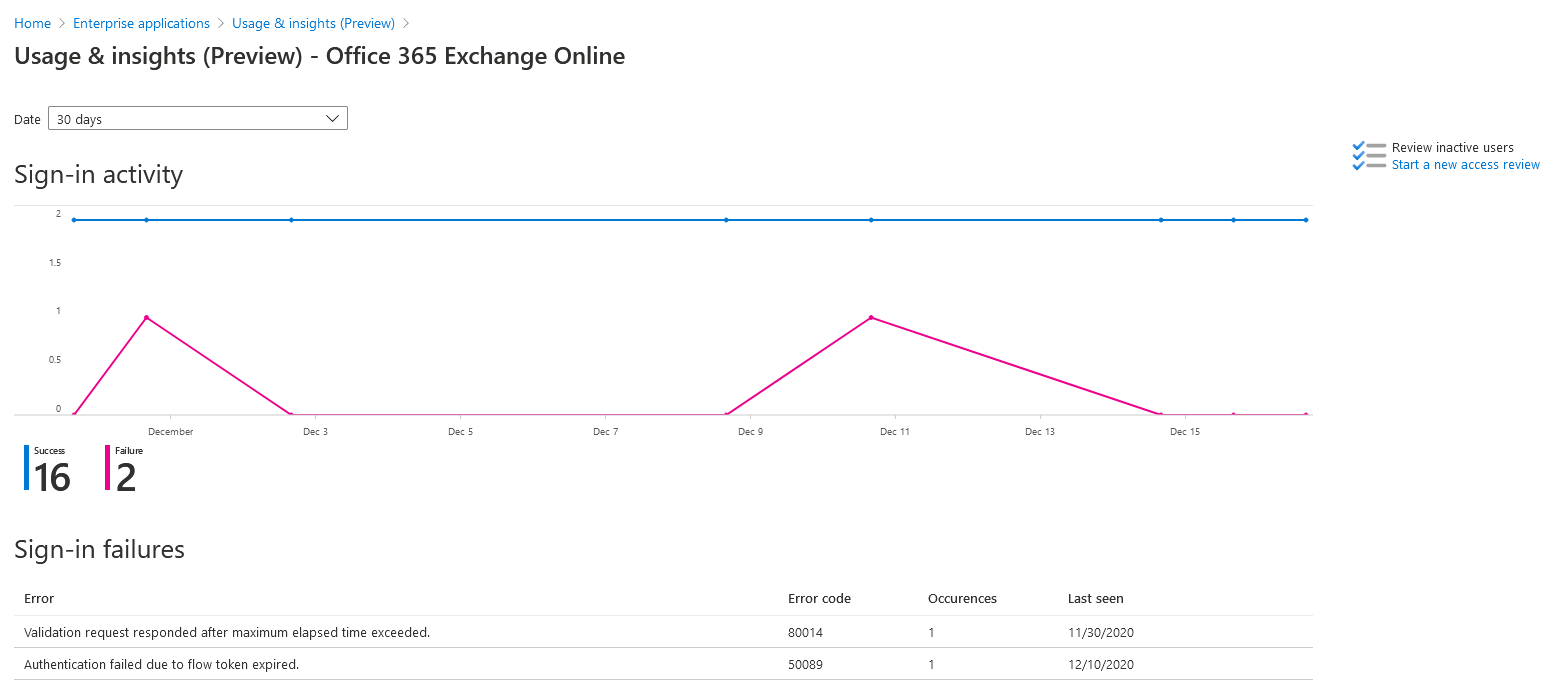 Home > Enterprise applications > Usage & insights (Preview) >
Usage & insights (Preview) - Office 365 Exchange Online
Date 30 days
Review inactive users
Start a new access review
Sign-in activity
2
1.5
1
0.5
0
December Dec 3 Dec 5 Dec 7 Dec 9 Dec 11 Dec 13 Dec 15
Success Failure
16 2
Sign-in failures
Error Error code Occurences Last seen
Validation request responded after maximum elapsed time exceeded. 80014 1 11/30/2020
Authentication failed due to flow token expired. 50089 1 12/10/2020